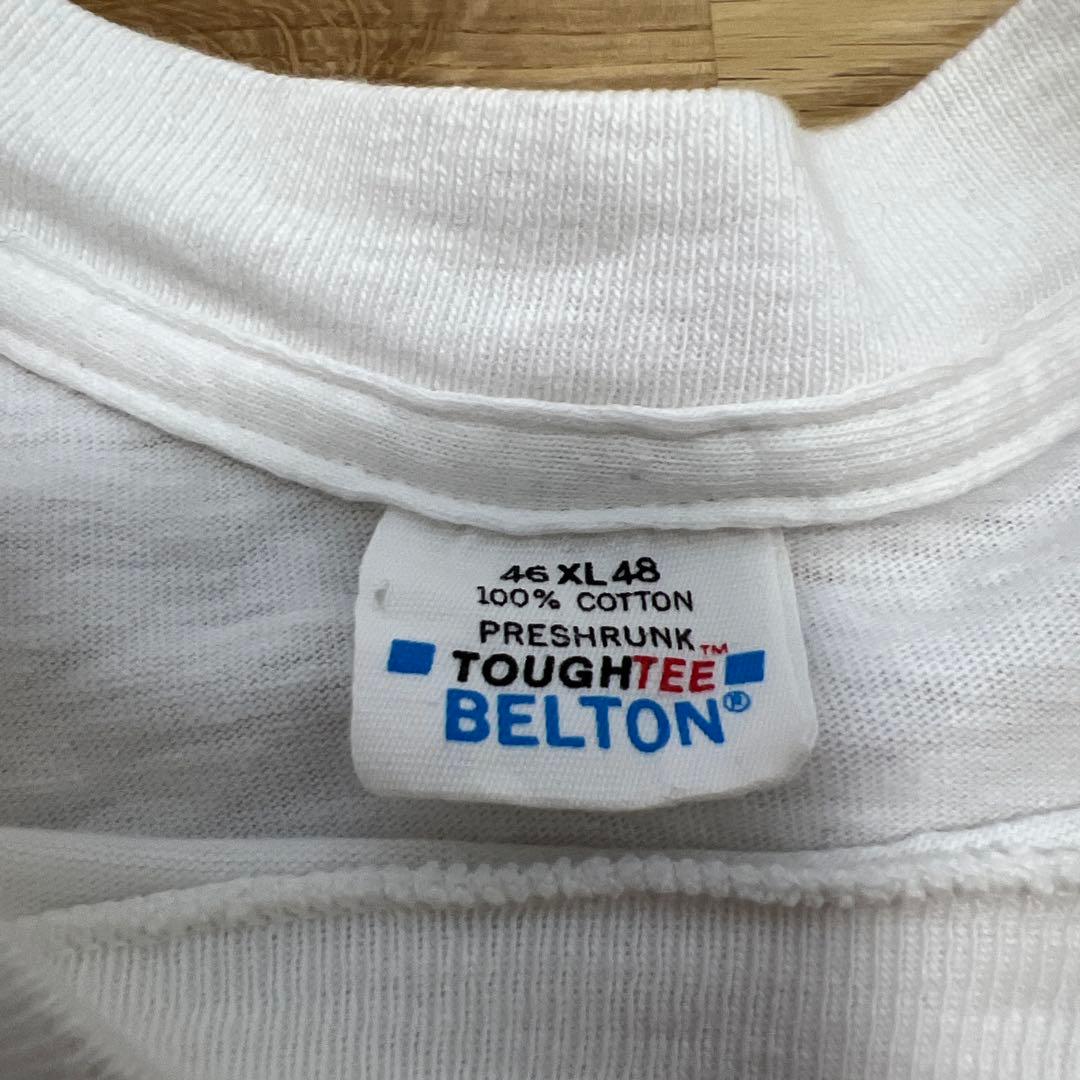 46 XL 48
100% COTTON
PRESHRUNK
TOUGHTEE™
BELTON®